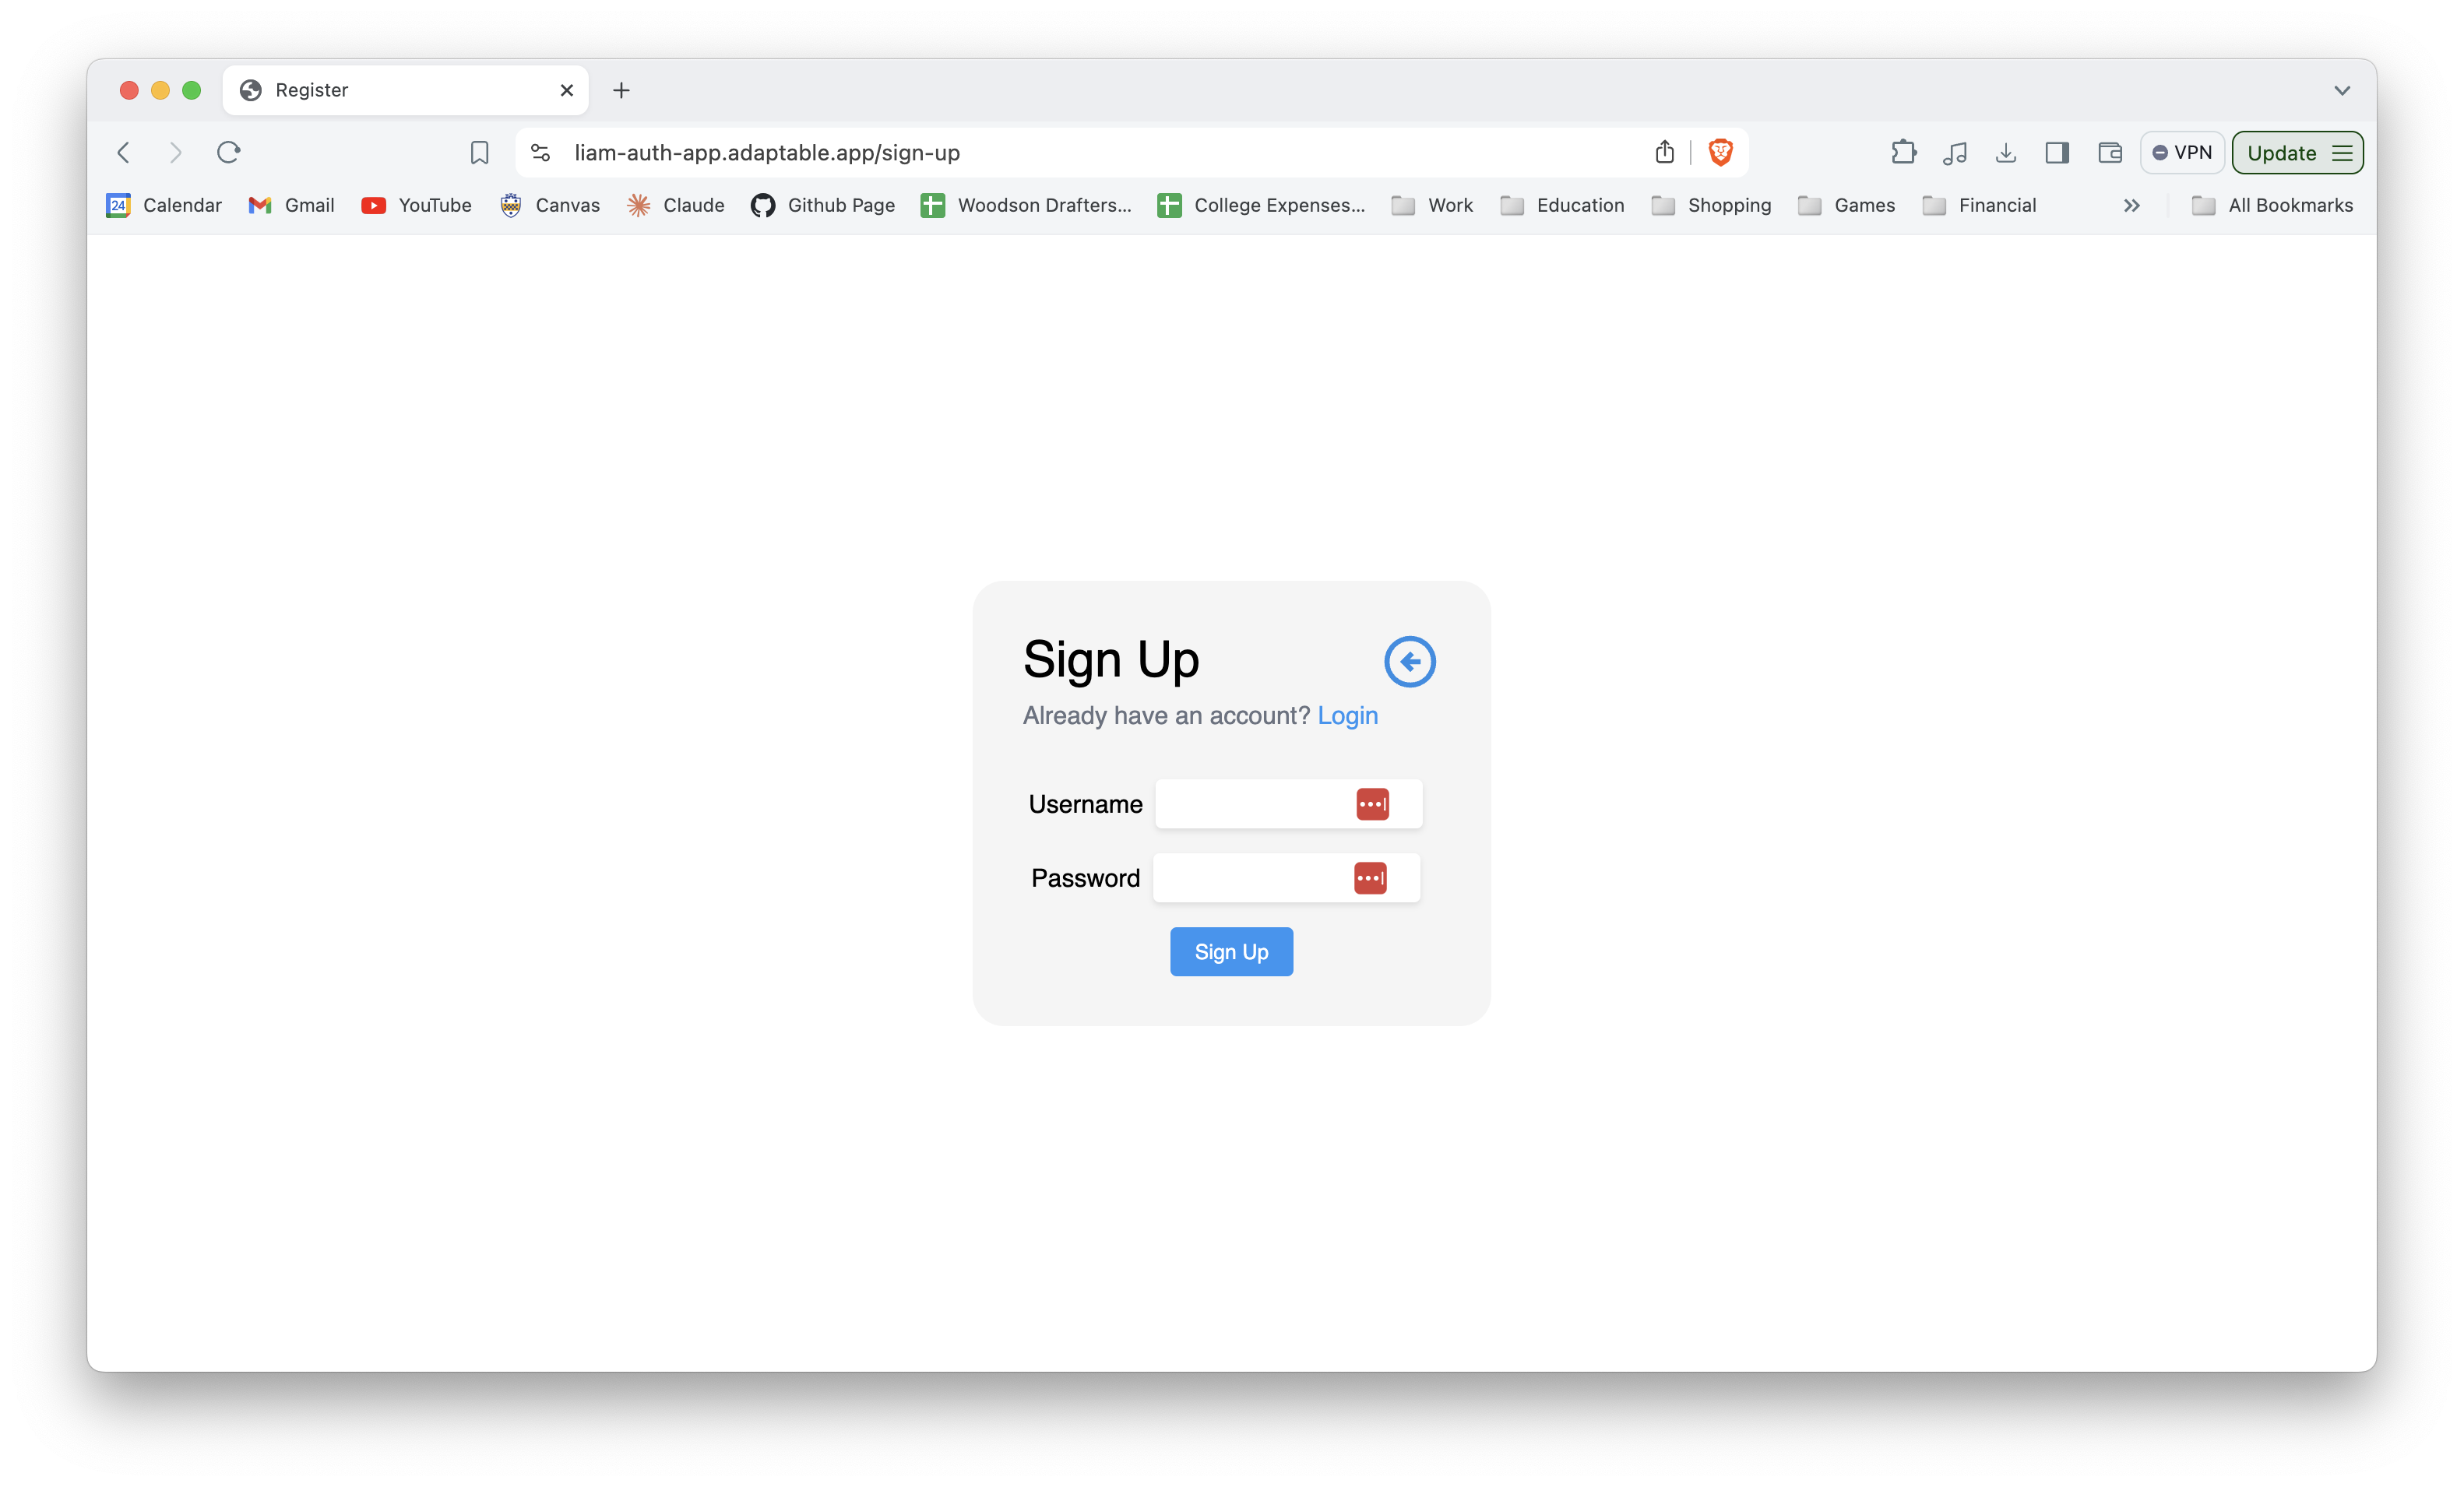 Register
liam-auth-app.adaptable.app/sign-up
VPN
Update
24 Calendar Gmail YouTube Canvas Claude Github Page Woodson Drafters... College Expenses... Work Education Shopping Games Financial All Bookmarks
Sign Up
Already have an account? Login
Username
Password
Sign Up